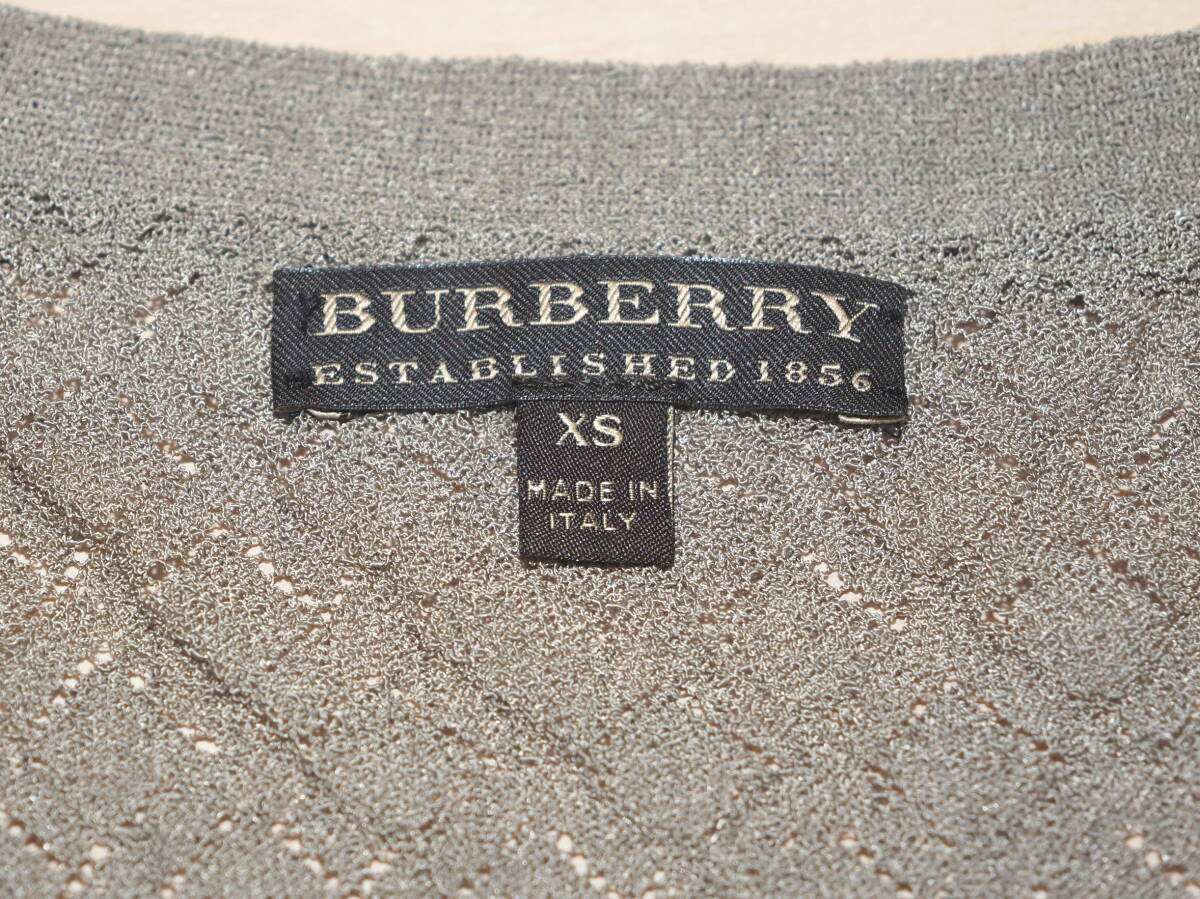 BURBERRY
ESTABLISHED 1856
XS
MADE IN
ITALY